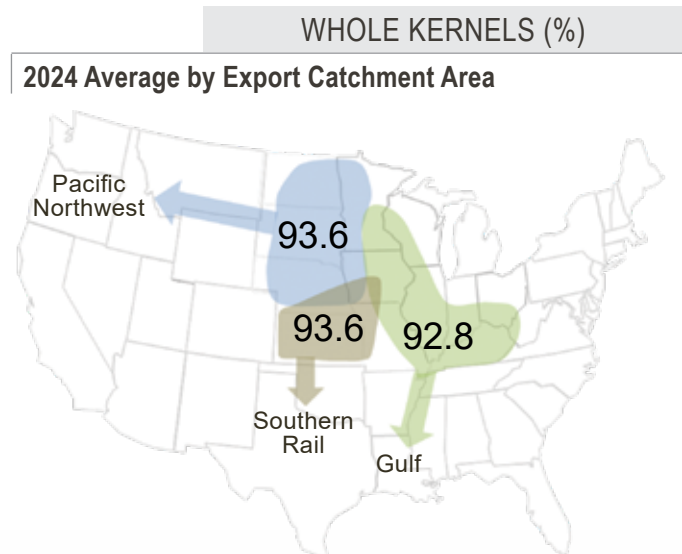 WHOLE KERNELS (%)
2024 Average by Export Catchment Area
Pacific
Northwest
93.6
93.6
92.8
Southern
Rail
Gulf